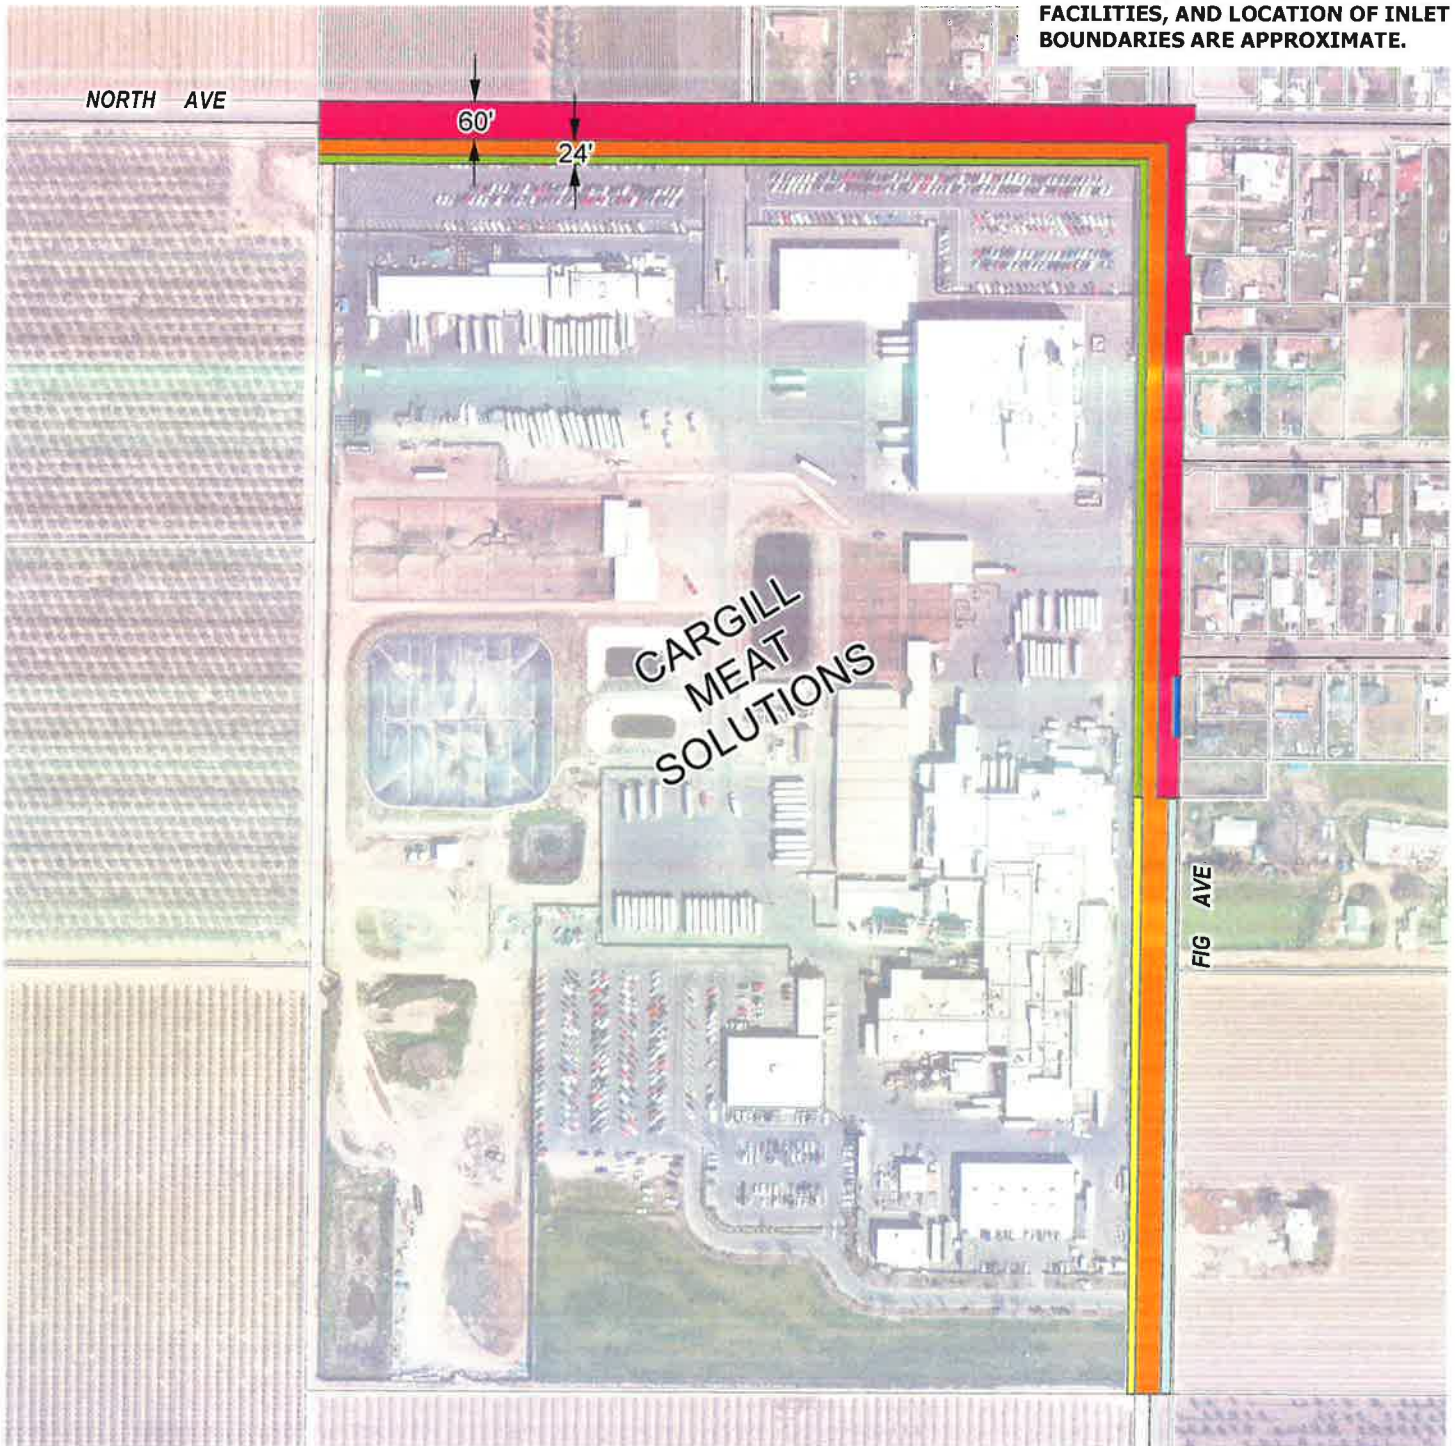 FACILITIES, AND LOCATION OF INLET
BOUNDARIES ARE APPROXIMATE.
NORTH AVE
60'
24'
CARGILL
MEAT
SOLUTIONS
FIG AVE